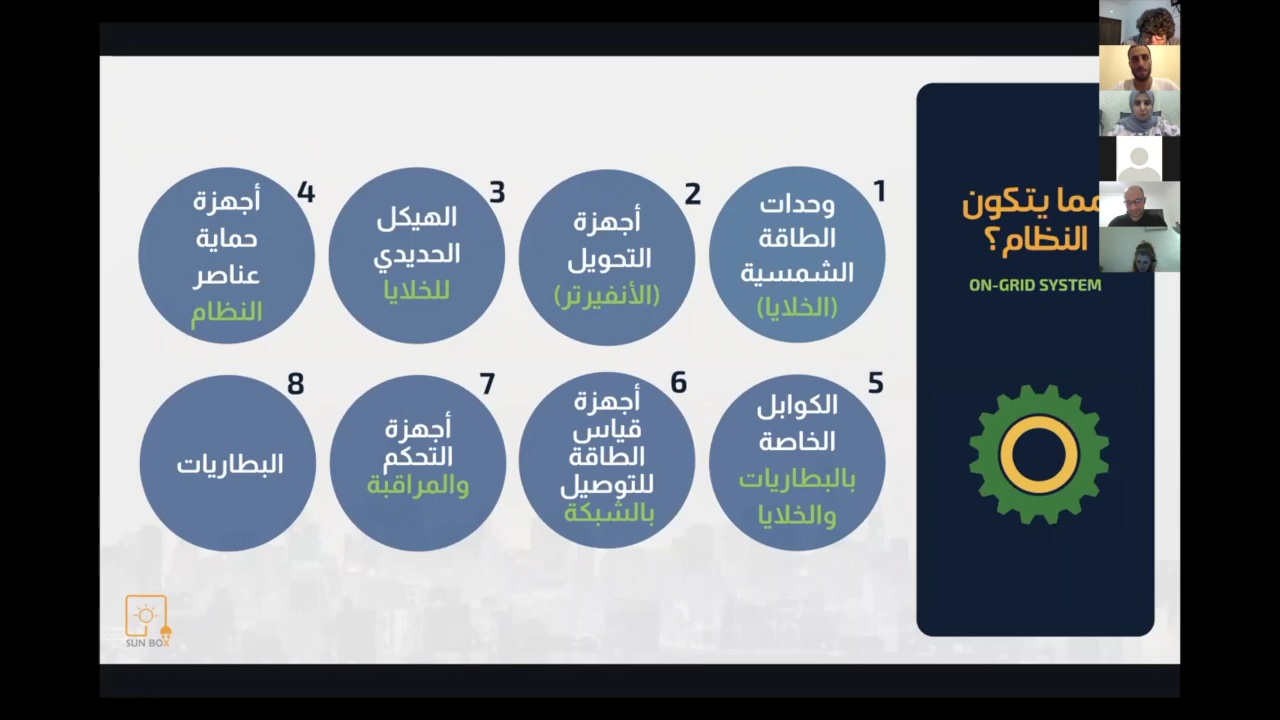 مما يتكون
النظام؟
ON-GRID SYSTEM
1
وحدات
الطاقة
الشمسية
(الخلايا)
2
أجهزة
التحويل
(الأنفيرتر)
3
الهيكل
الحديدي
للخلايا
4
أجهزة
حماية
عناصر
النظام
5
الكوابل
الخاصة
بالبطاريات
والخلايا
6
أجهزة
قياس
الطاقة
للتوصيل
بالشبكة
7
أجهزة
التحكم
والمراقبة
8
البطاريات
SUN BOX